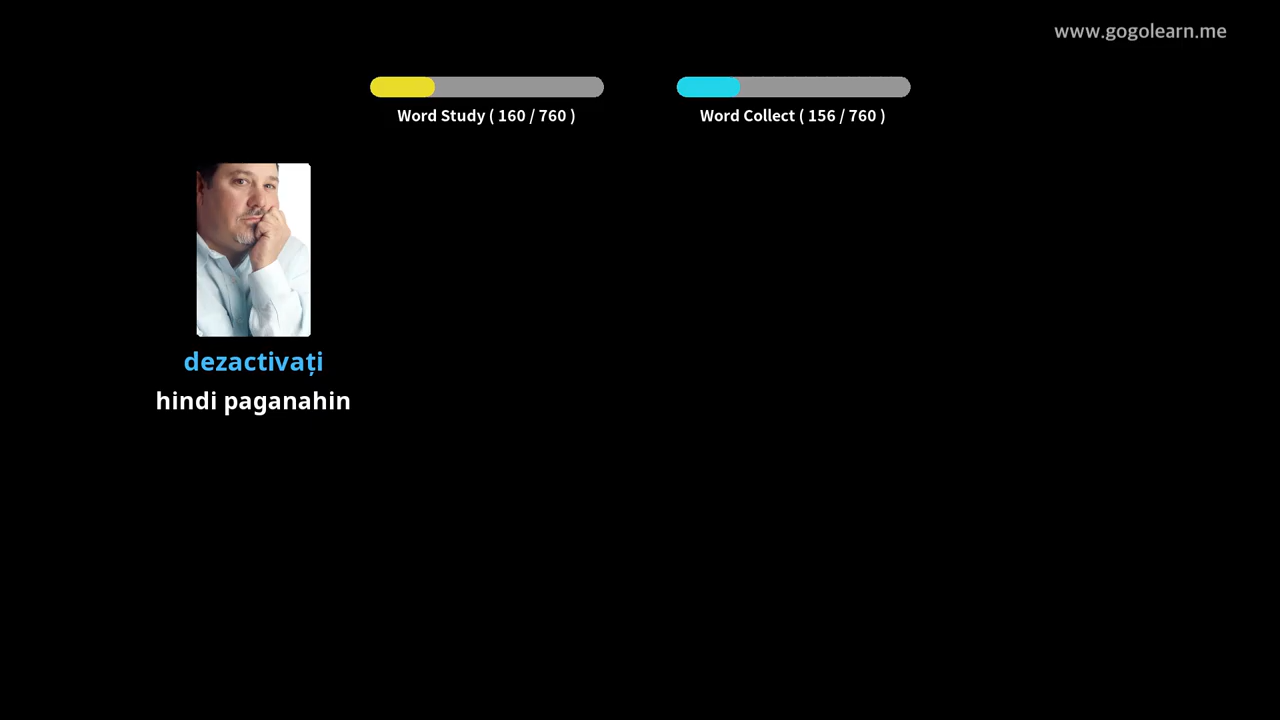 www.gogolearn.me
Word Study ( 160 / 760 )
Word Collect ( 156 / 760 )
dezactivați
hindi paganahin